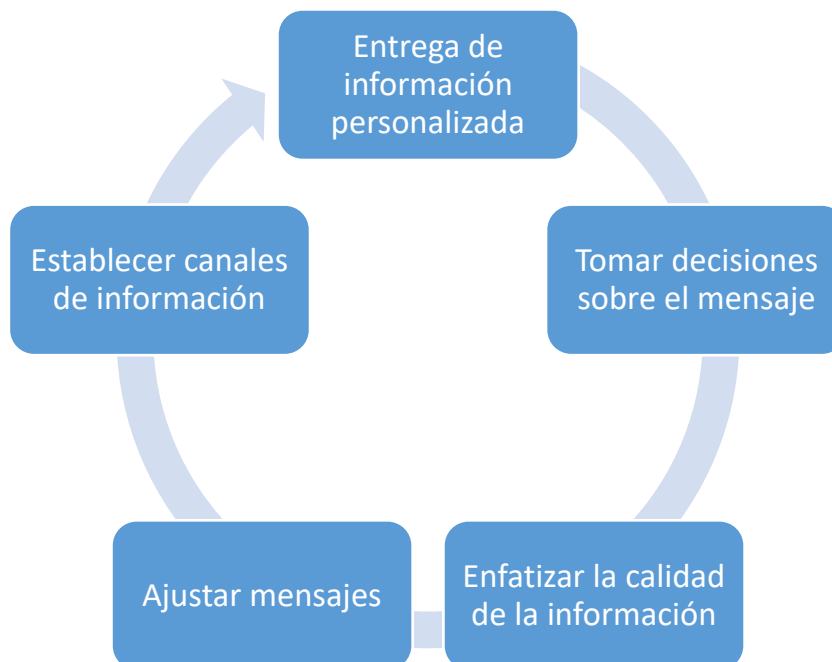 Entrega de
información
personalizada
Tomar decisiones
sobre el mensaje
Enfatizar la calidad
de la información
Ajustar mensajes
Establecer canales
de información